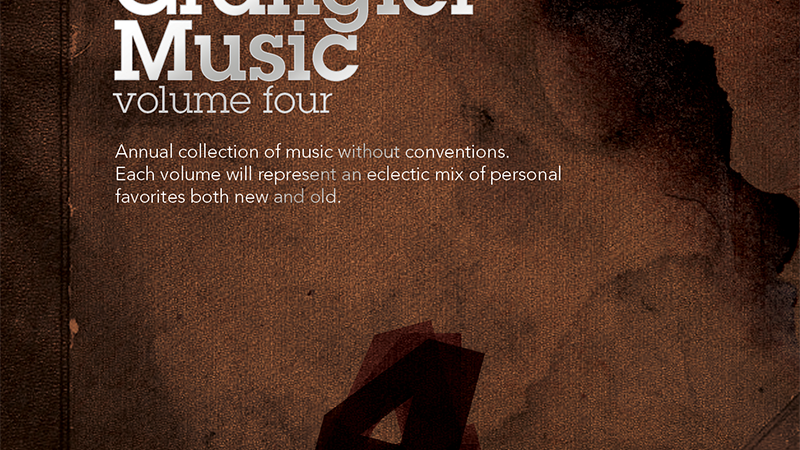 Music
volume four
Annual collection of music without conventions.
Each volume will represent an eclectic mix of personal
favorites both new and old.
4